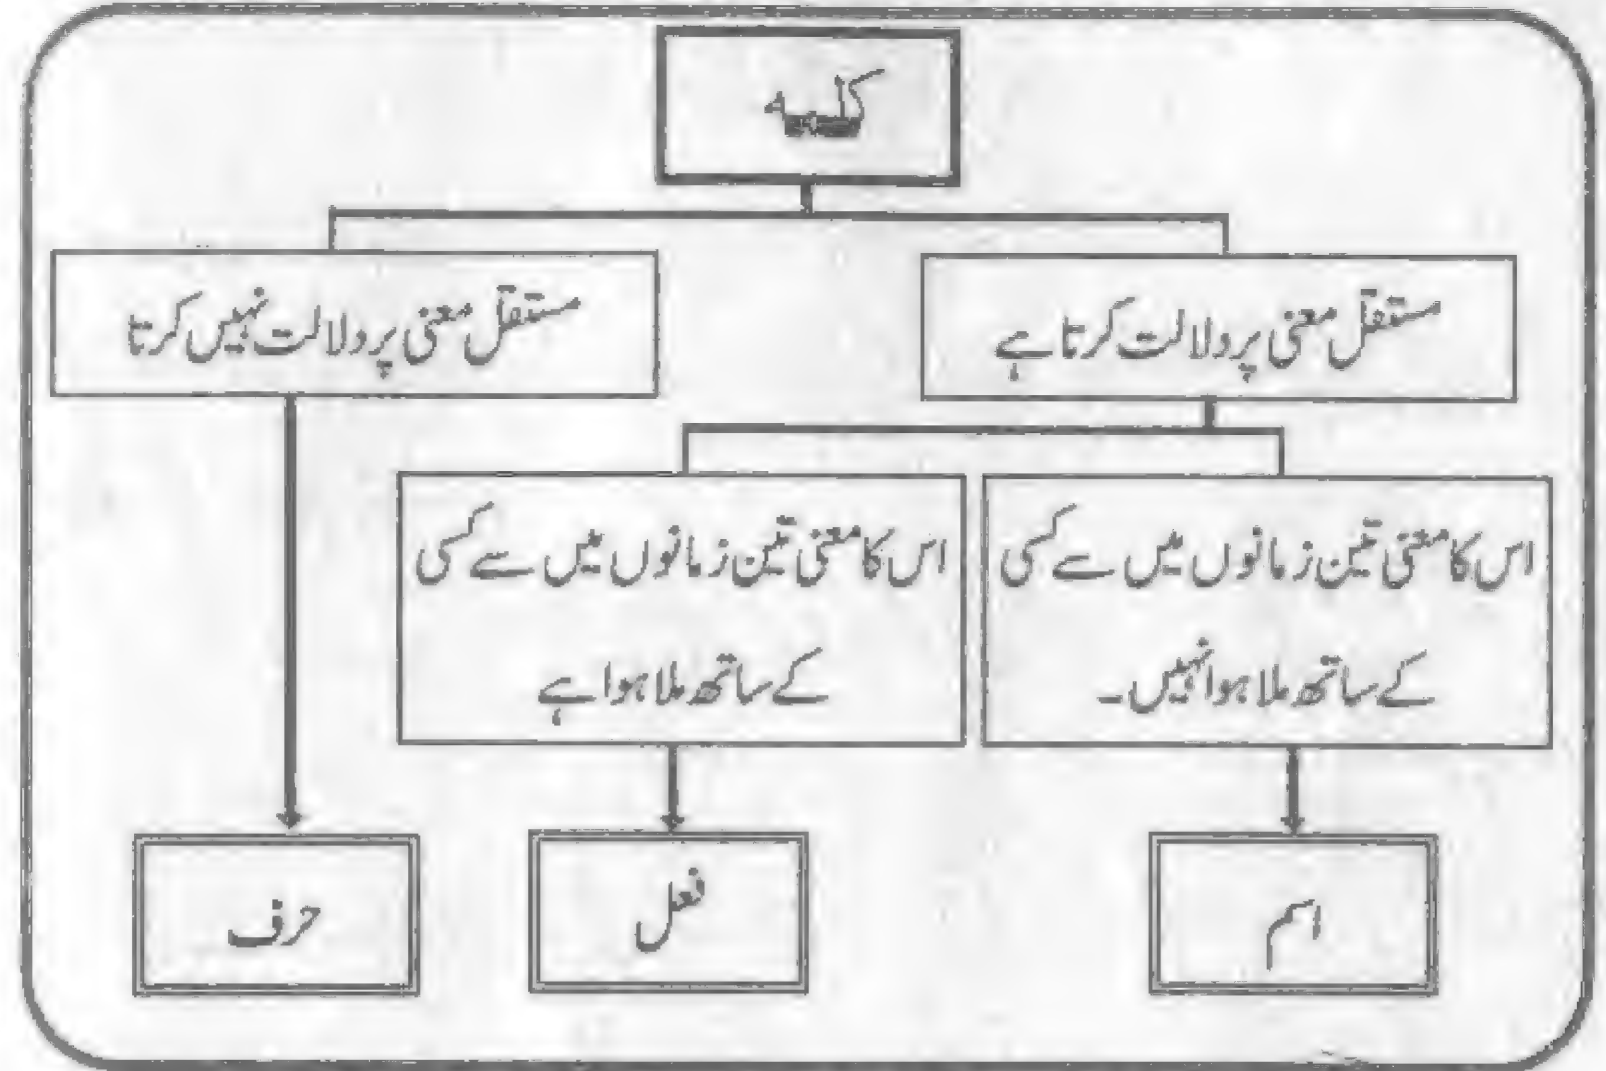 کلمہ
مستقل معنی پر دلالت کرتا ہے
مستقل معنی پر دلالت نہیں کرتا
اس کا معنی تین زمانوں میں سے کسی
کے ساتھ ملا ہوا نہیں۔
اس کا معنی تین زمانوں میں سے کسی
کے ساتھ ملا ہوا ہے
اسم
فعل
حرف